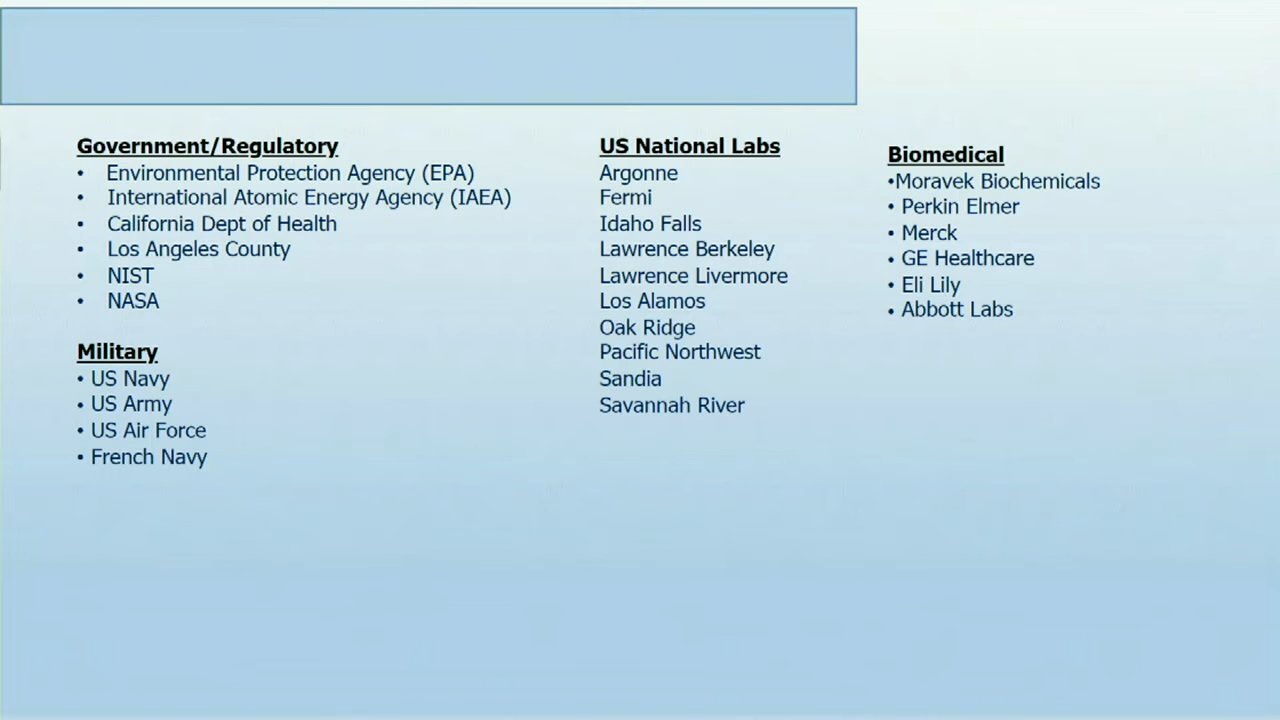 Government/Regulatory
• Environmental Protection Agency (EPA)
• International Atomic Energy Agency (IAEA)
• California Dept of Health
• Los Angeles County
• NIST
• NASA
Military
• US Navy
• US Army
• US Air Force
• French Navy
US National Labs
Argonne
Fermi
Idaho Falls
Lawrence Berkeley
Lawrence Livermore
Los Alamos
Oak Ridge
Pacific Northwest
Sandia
Savannah River
Biomedical
•Moravek Biochemicals
• Perkin Elmer
• Merck
• GE Healthcare
• Eli Lily
• Abbott Labs